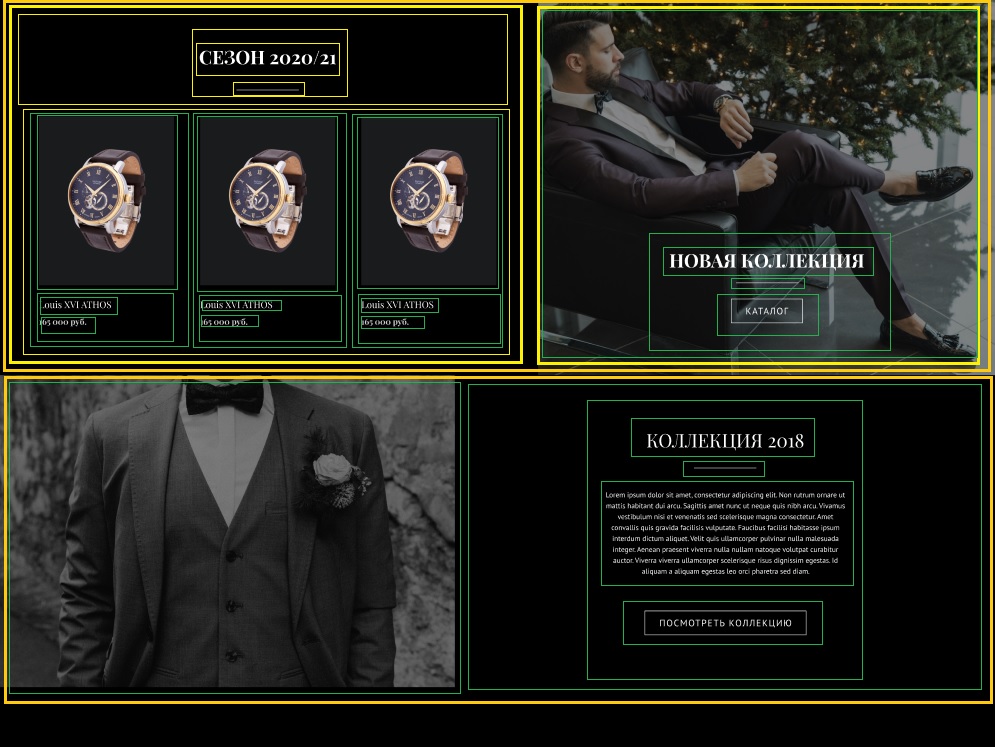 СЕЗОН 2020/21
Louis XVI ATHOS
165 000 руб.
Louis XVI ATHOS
165 000 руб.
Louis XVI ATHOS
165 000 руб.
НОВАЯ КОЛЛЕКЦИЯ
КАТАЛОГ
КОЛЛЕКЦИЯ 2018
Lorem ipsum dolor sit amet, consectetur adipiscing elit. Non rutrum ornare ut
mattis habitant dui arcu. Sagittis amet nunc ut neque quis nibh arcu. Vivamus
vestibulum nisi et venenatis sed scelerisque magna consectetur. Amet
convallis quis gravida facilisis vulputate. Faucibus facilisi habitasse ipsum
interdum dictum aliquet. Velit quis ullamcorper pulvinar nulla malesuada
integer. Aenean praesent viverra nulla nullam natoque volutpat curabitur
auctor. Viverra viverra ullamcorper scelerisque risus dignissim egestas. Id
aliquam a aliquam egestas leo orci pharetra sed diam.
ПОСМОТРЕТЬ КОЛЛЕКЦИЮ